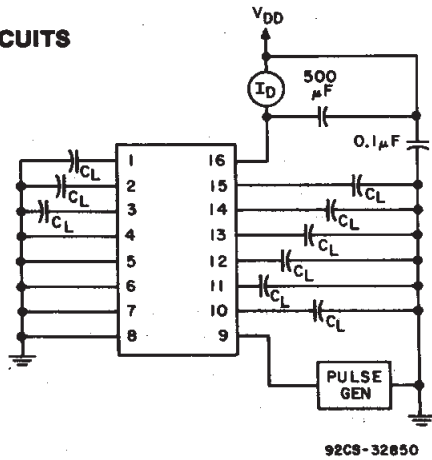 CUITS
VDD
ID
500
µF
0.1µF
CL
CL
CL
1
2
3
4
5
6
7
8
16
15
14
13
12
11
10
9
CL
CL
CL
CL
CL
CL
PULSE
GEN
92CS-32850